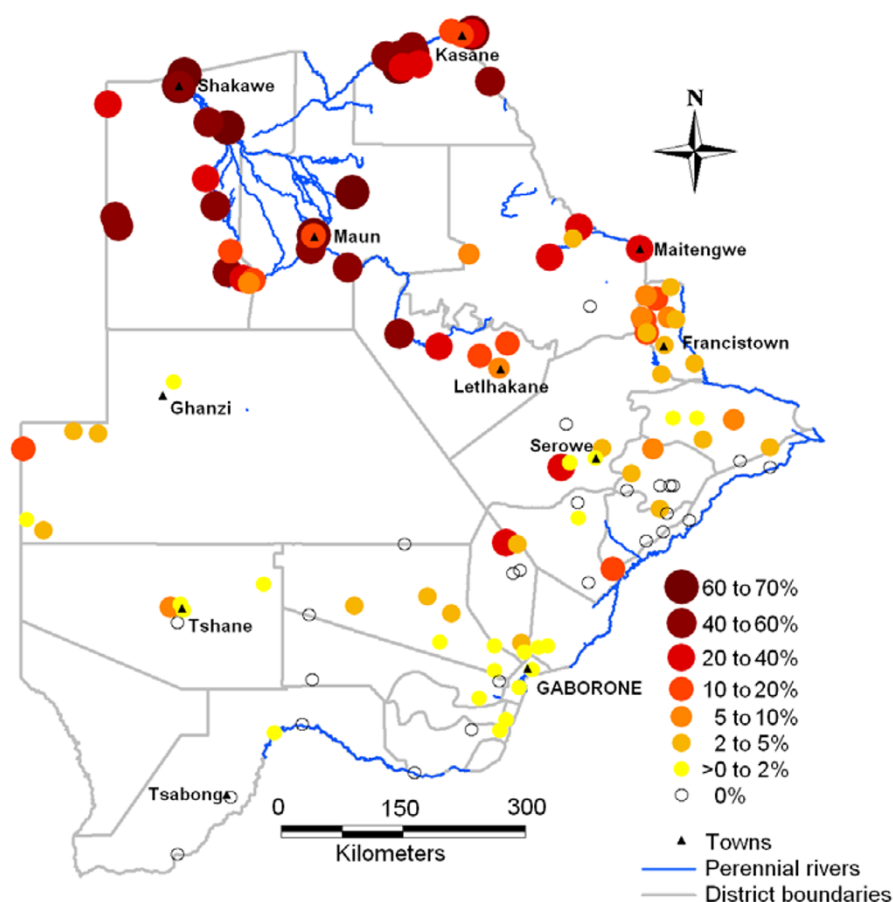 N
Kasane
Shakawe
Maun
Maitengwe
Francistown
Letlhakane
Ghanzi
Serowe
Tshane
GABORONE
Tsabong
60 to 70%
40 to 60%
20 to 40%
10 to 20%
5 to 10%
2 to 5%
>0 to 2%
0%
0 150 300
Kilometers
Towns
Perennial rivers
District boundaries